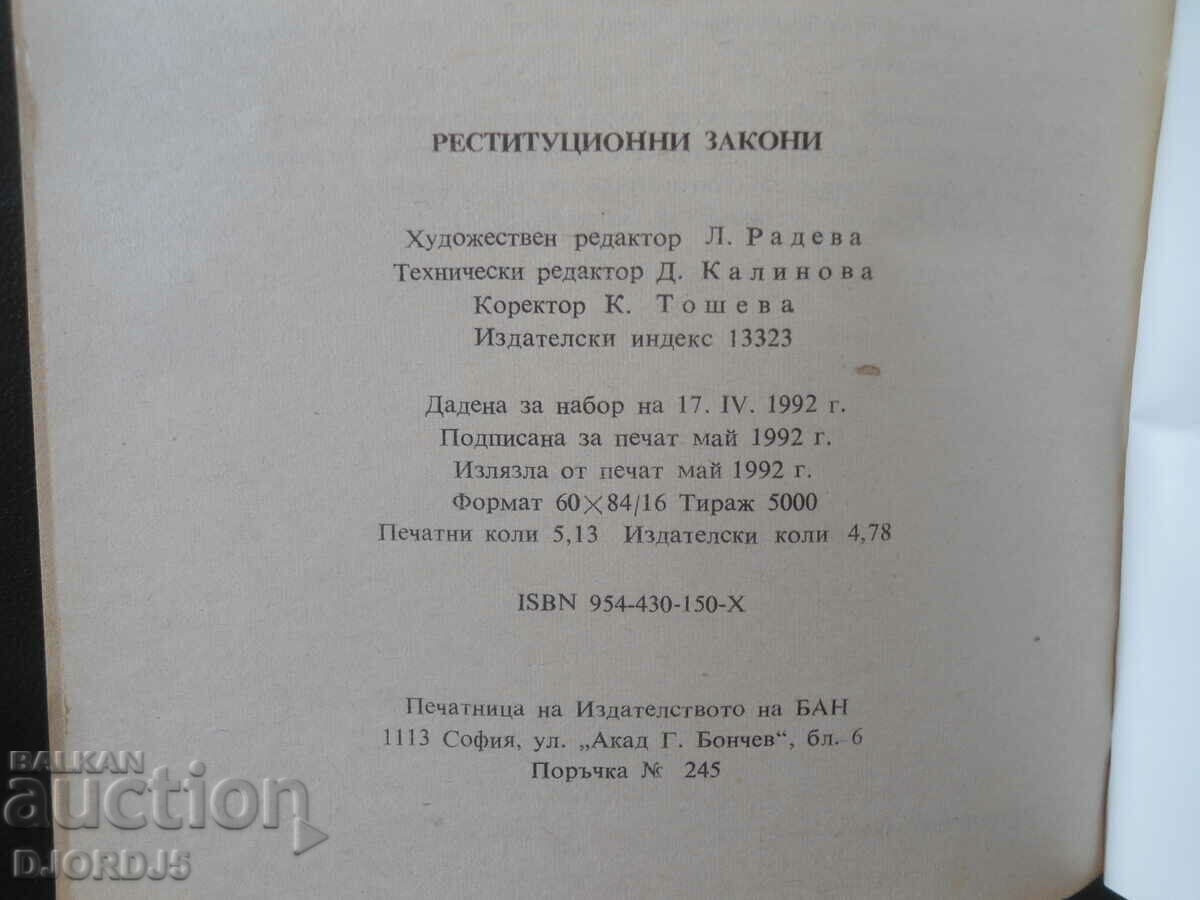 РЕСТИТУЦИОННИ ЗАКОНИ
Художествен редактор Л. Радева
Технически редактор Д. Калинова
Коректор К. Тошева
Издателски индекс 13323
Дадена за набор на 17. IV. 1992 г.
Подписана за печат май 1992 г.
Излязла от печат май 1992 г.
Формат 60×84/16 Тираж 5000
Печатни коли 5,13 Издателски коли 4,78
ISBN 954-430-150-X
Печатница на Издателството на БАН
1113 София, ул. „Акад Г. Бончев“, бл. 6
Поръчка № 245
BALKAN
auction
DJORDJ5